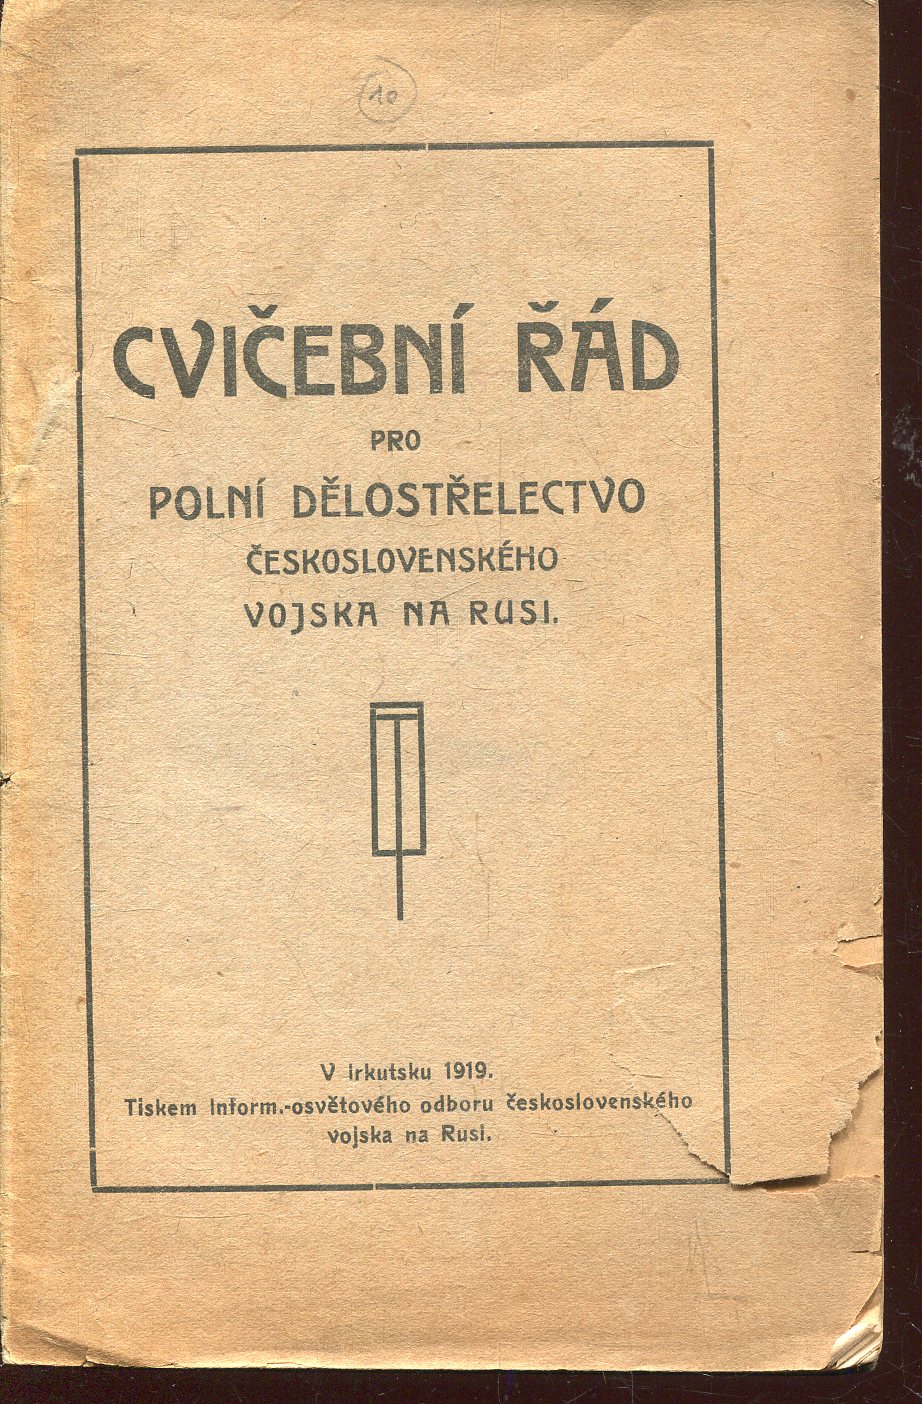 10
CVIČEBNÍ ŘÁD
PRO
POLNÍ DĚLOSTŘELECTVO
ČESKOSLOVENSKÉHO
VOJSKA NA RUSI.
V Irkutsku 1919.
Tiskem Inform.-osvětového odboru československého
vojska na Rusi.